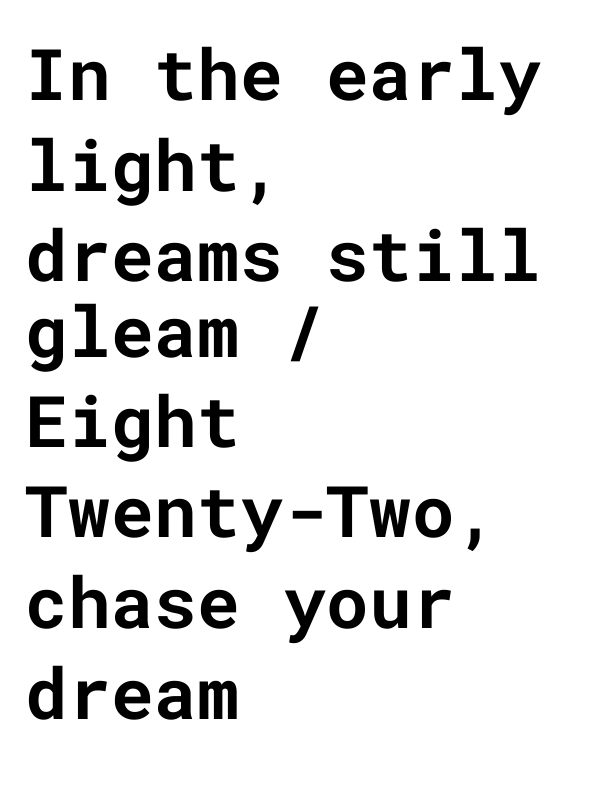 In the early
light,
dreams still
gleam /
Eight
Twenty-Two,
chase your
dream